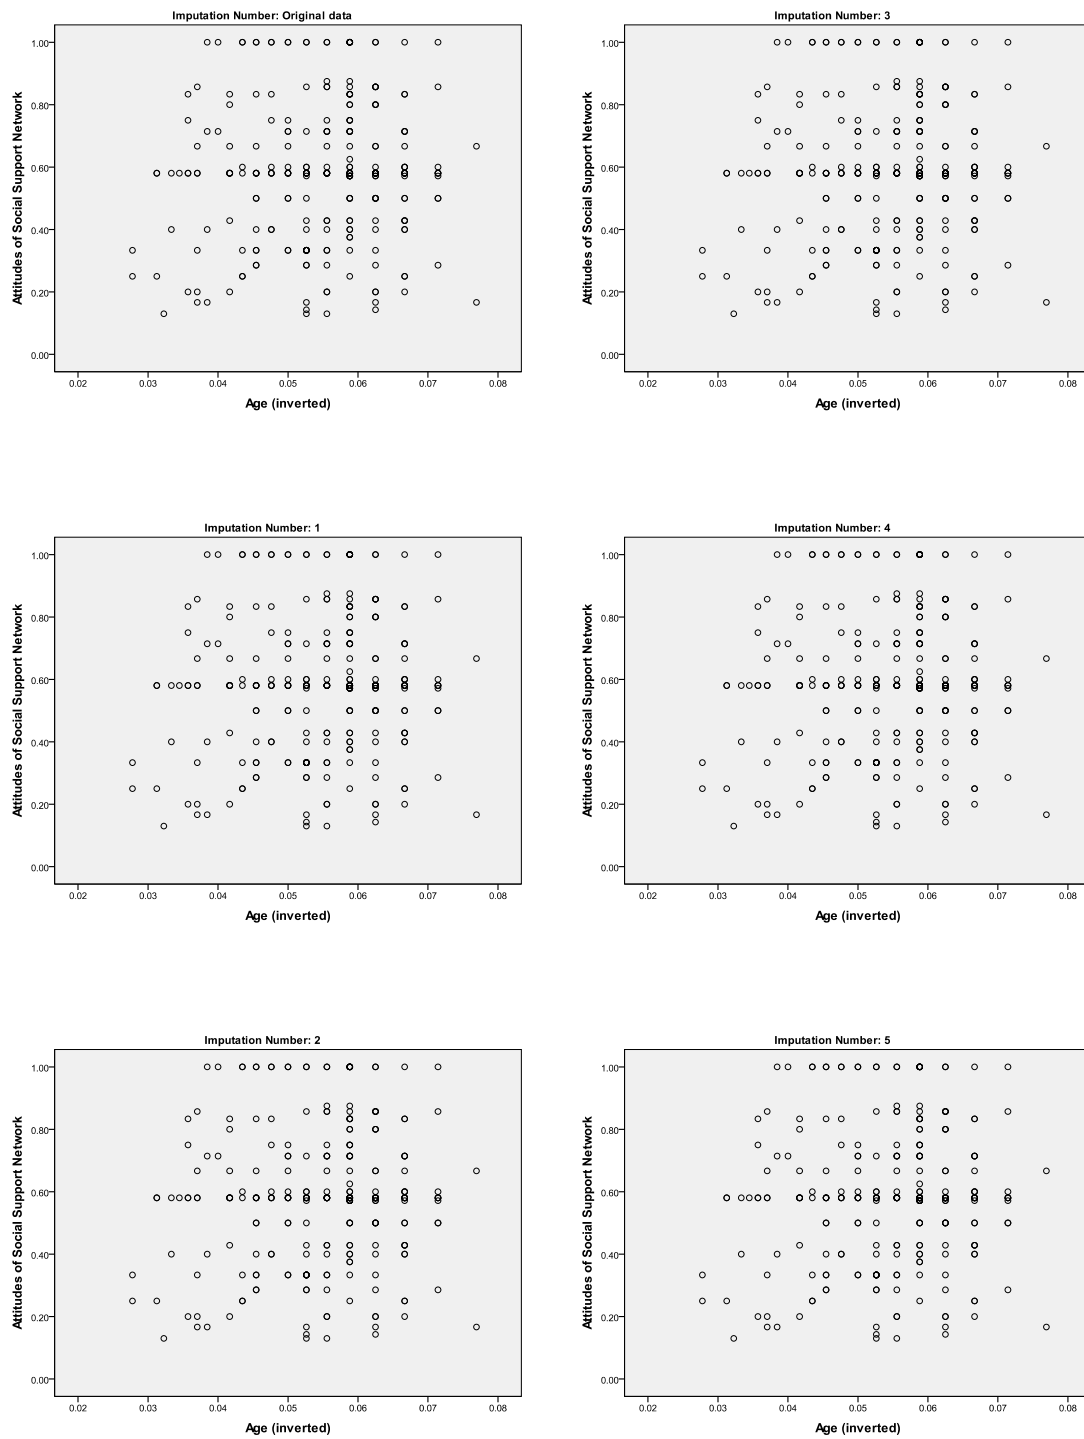 Imputation Number: Original data
1.00
0.80
0.60
0.40
0.20
0.00
Attitudes of Social Support Network
0.02 0.03 0.04 0.05 0.06 0.07 0.08
Age (inverted)
Imputation Number: 3
1.00
0.80
0.60
0.40
0.20
0.00
Attitudes of Social Support Network
0.02 0.03 0.04 0.05 0.06 0.07 0.08
Age (inverted)
Imputation Number: 1
1.00
0.80
0.60
0.40
0.20
0.00
Attitudes of Social Support Network
0.02 0.03 0.04 0.05 0.06 0.07 0.08
Age (inverted)
Imputation Number: 4
1.00
0.80
0.60
0.40
0.20
0.00
Attitudes of Social Support Network
0.02 0.03 0.04 0.05 0.06 0.07 0.08
Age (inverted)
Imputation Number: 2
1.00
0.80
0.60
0.40
0.20
0.00
Attitudes of Social Support Network
0.02 0.03 0.04 0.05 0.06 0.07 0.08
Age (inverted)
Imputation Number: 5
1.00
0.80
0.60
0.40
0.20
0.00
Attitudes of Social Support Network
0.02 0.03 0.04 0.05 0.06 0.07 0.08
Age (inverted)